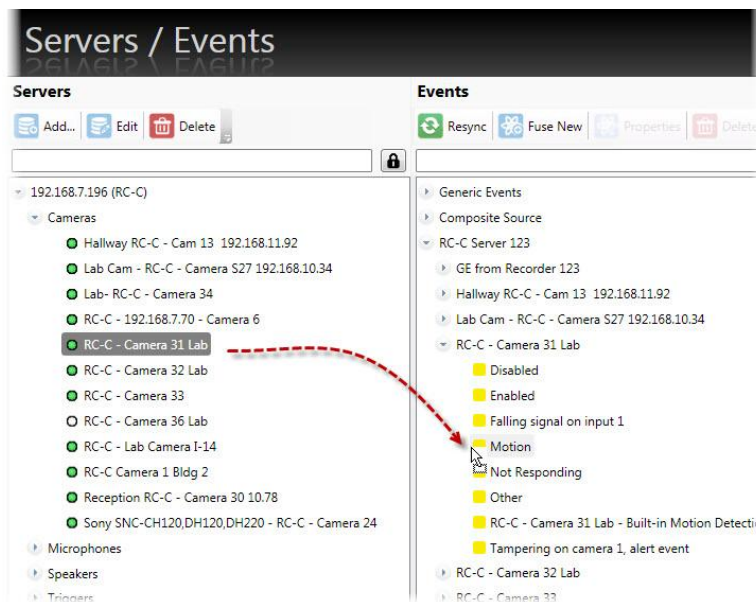 Servers / Events
Servers
Add... Edit Delete
192.168.7.196 (RC-C)
Cameras
Hallway RC-C - Cam 13 192.168.11.92
Lab Cam - RC-C - Camera S27 192.168.10.34
Lab- RC-C - Camera 34
RC-C - 192.168.7.70 - Camera 6
RC-C - Camera 31 Lab
RC-C - Camera 32 Lab
RC-C - Camera 33
RC-C - Camera 36 Lab
RC-C - Lab Camera I-14
RC-C Camera 1 Bldg 2
Reception RC-C - Camera 30 10.78
Sony SNC-CH120,DH120,DH220 - RC-C - Camera 24
Microphones
Speakers
Triggers
Events
Resync Fuse New Properties Delete
Generic Events
Composite Source
RC-C Server 123
GE from Recorder 123
Hallway RC-C - Cam 13 192.168.11.92
Lab Cam - RC-C - Camera S27 192.168.10.34
RC-C - Camera 31 Lab
Disabled
Enabled
Falling signal on input 1
Motion
Not Responding
Other
RC-C - Camera 31 Lab - Built-in Motion Detecti
Tampering on camera 1, alert event
RC-C - Camera 32 Lab
RC-C - Camera 33